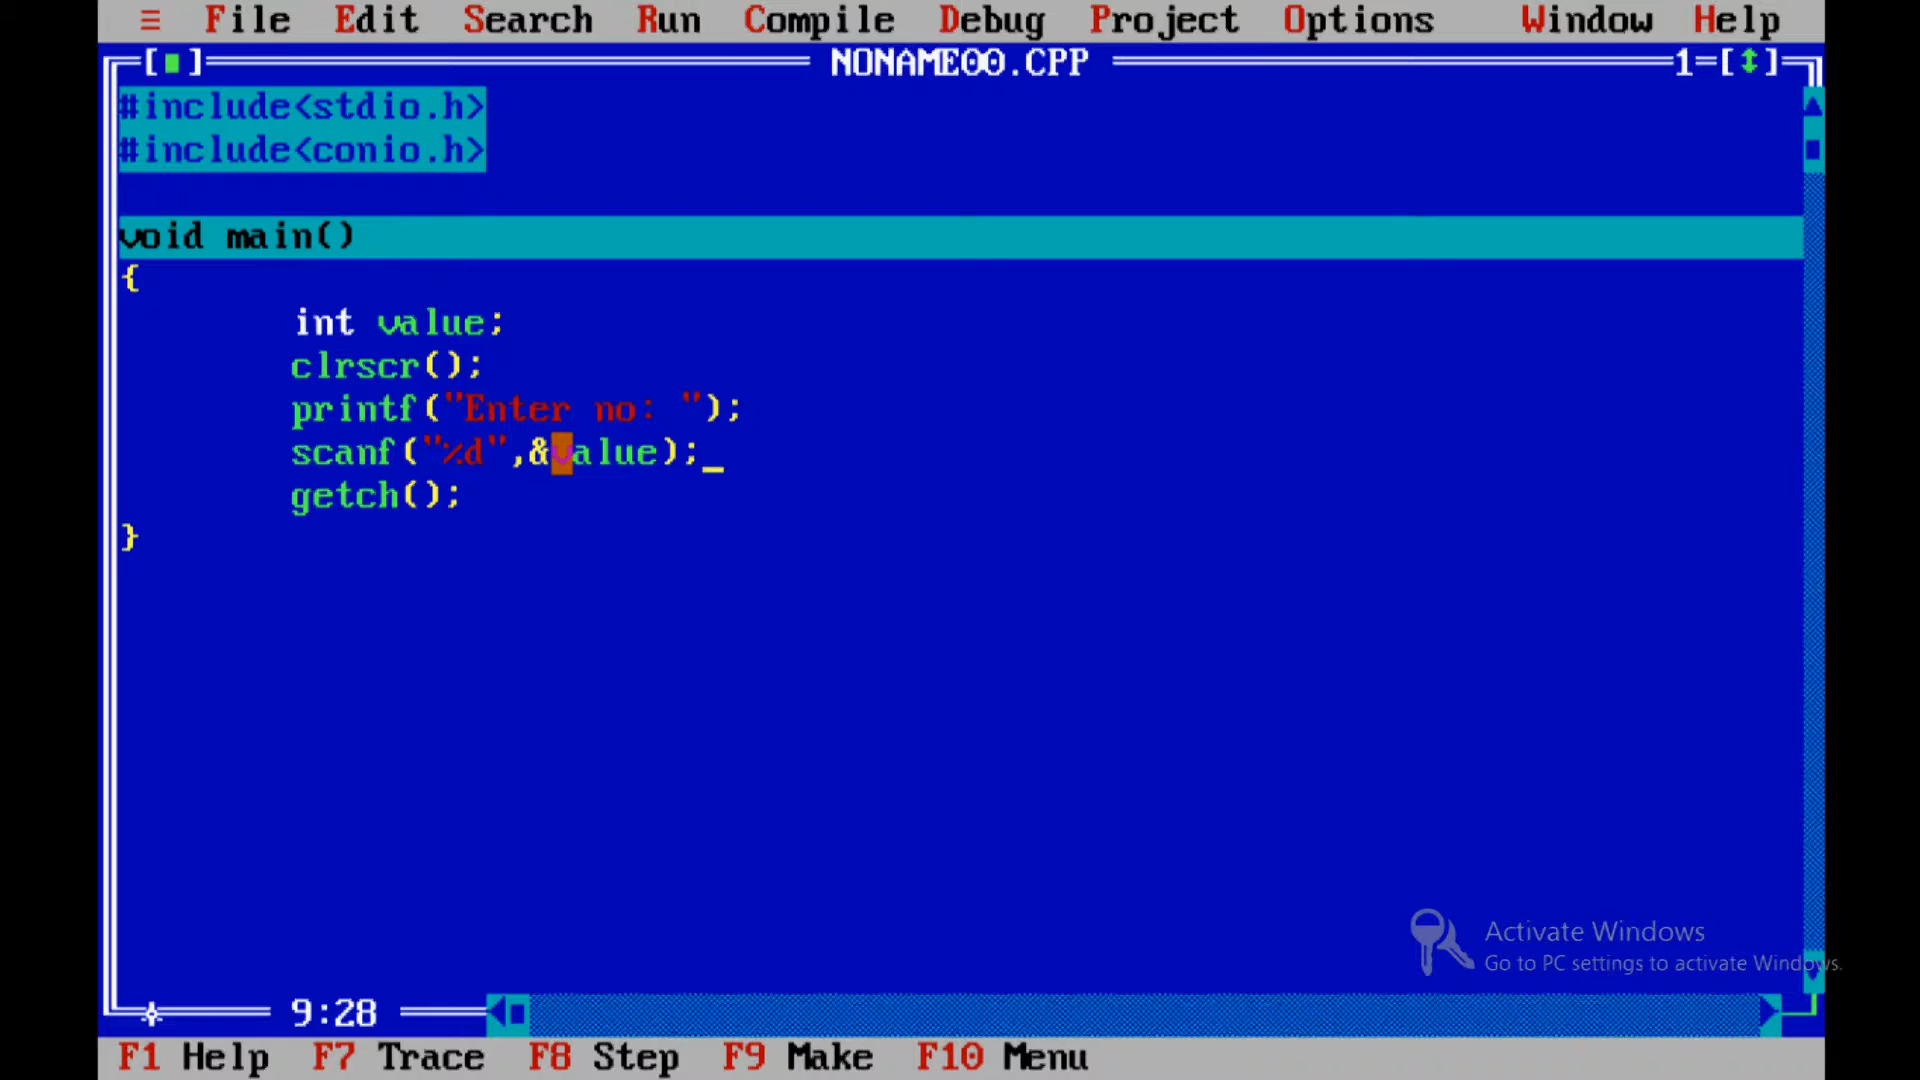 ≡ File Edit Search Run Compile Debug Project Options Window Help
[■] NONAME00.CPP 1=[↕]
#include<stdio.h>
#include<conio.h>
void main()
{
int value;
clrscr();
printf("Enter no: ");
scanf("%d",&value);_
getch();
}
Activate Windows
Go to PC settings to activate Windows.
9:28
F1 Help F7 Trace F8 Step F9 Make F10 Menu